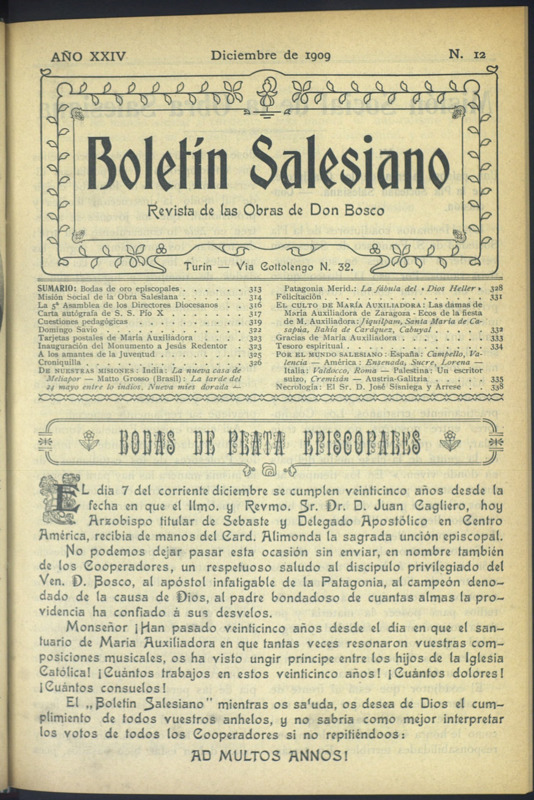 AÑO XXIV Diciembre de 1909 N. 12
Boletín Salesiano
Revista de las Obras de Don Bosco
Turín — Via Cottolengo N. 32.
SUMARIO: Bodas de oro episcopales . . . . . . 313
Misión Social de la Obra Salesiana . . . . . . 314
La 5ª Asamblea de los Directores Diocesanos . . 316
Carta autógrafa de S. S. Pío X . . . . . . . 317
Cuestiones pedagógicas . . . . . . . . . 319
Domingo Savio . . . . . . . . . . . 322
Tarjetas postales de María Auxiliadora . . . . 323
Inauguración del Monumento a Jesús Redentor . 323
A los amantes de la Juventud . . . . . . . 325
Croniquilla . . . . . . . . . . . . 326
DE NUESTRAS MISIONES: India: La nueva casa de
Meliapor — Matto Grosso (Brasil): La tarde del
24 mayo entre lo indios, Nueva mies dorada —
Patagonia Merid.: La fábula del « Dios Heller » 328
Felicitación . . . . . . . . . . . . 331
EL CULTO DE MARÍA AUXILIADORA: Las damas de
María Auxiliadora de Zaragoza - Ecos de la fiesta
de M. Auxiliadora: Jiquilpam, Santa María de Ca-
sapúa, Bahía de Caráquez, Cabuyal . . . . 332
Gracias de María Auxiliadora . . . . . . . 333
Tesoro espiritual . . . . . . . . . . . 334
POR EL MUNDO SALESIANO: España: Campello, Va-
lencia — América: Ensenada, Sucre, Lorena —
Italia: Valdocco, Roma — Palestina: Un escritor
suizo, Cremisán — Austria-Galitzia . . . . . 335
Necrología: El Sr. D. José Sisniega y Arrese . . 338
BODAS DE PLATA EPISCOPALES
EL día 7 del corriente diciembre se cumplen veinticinco años desde la
fecha en que el Ilmo. y Revmo. Sr. Dr. D. Juan Cagliero, hoy
Arzobispo titular de Sebaste y Delegado Apostólico en Centro
América, recibía de manos del Card. Alimonda la sagrada unción episcopal.
No podemos dejar pasar esta ocasión sin enviar, en nombre también
de los Cooperadores, un respetuoso saludo al discipulo privilegiado del
Ven. D. Bosco, al apóstol infatigable de la Patagonia, al campeón deno-
dado de la causa de Dios, al padre bondadoso de cuantas almas la pro-
videncia ha confiado á sus desvelos.
Monseñor ¡Han pasado veinticinco años desde el día en que el san-
tuario de María Auxiliadora en que tantas veces resonaron vuestras com-
posiciones musicales, os ha visto ungir principe entre los hijos de la Iglesia
Católica! ¡Cuántos trabajos en estos veinticinco años! ¡Cuántos dolores!
¡Cuántos consuelos!
El „Boletín Salesiano” mientras os sa'uda, os desea de Dios el cum-
plimiento de todos vuestros anhelos, y no sabría como mejor interpretar
los votos de todos los Cooperadores si no repitiéndoos:
AD MULTOS ANNOS!